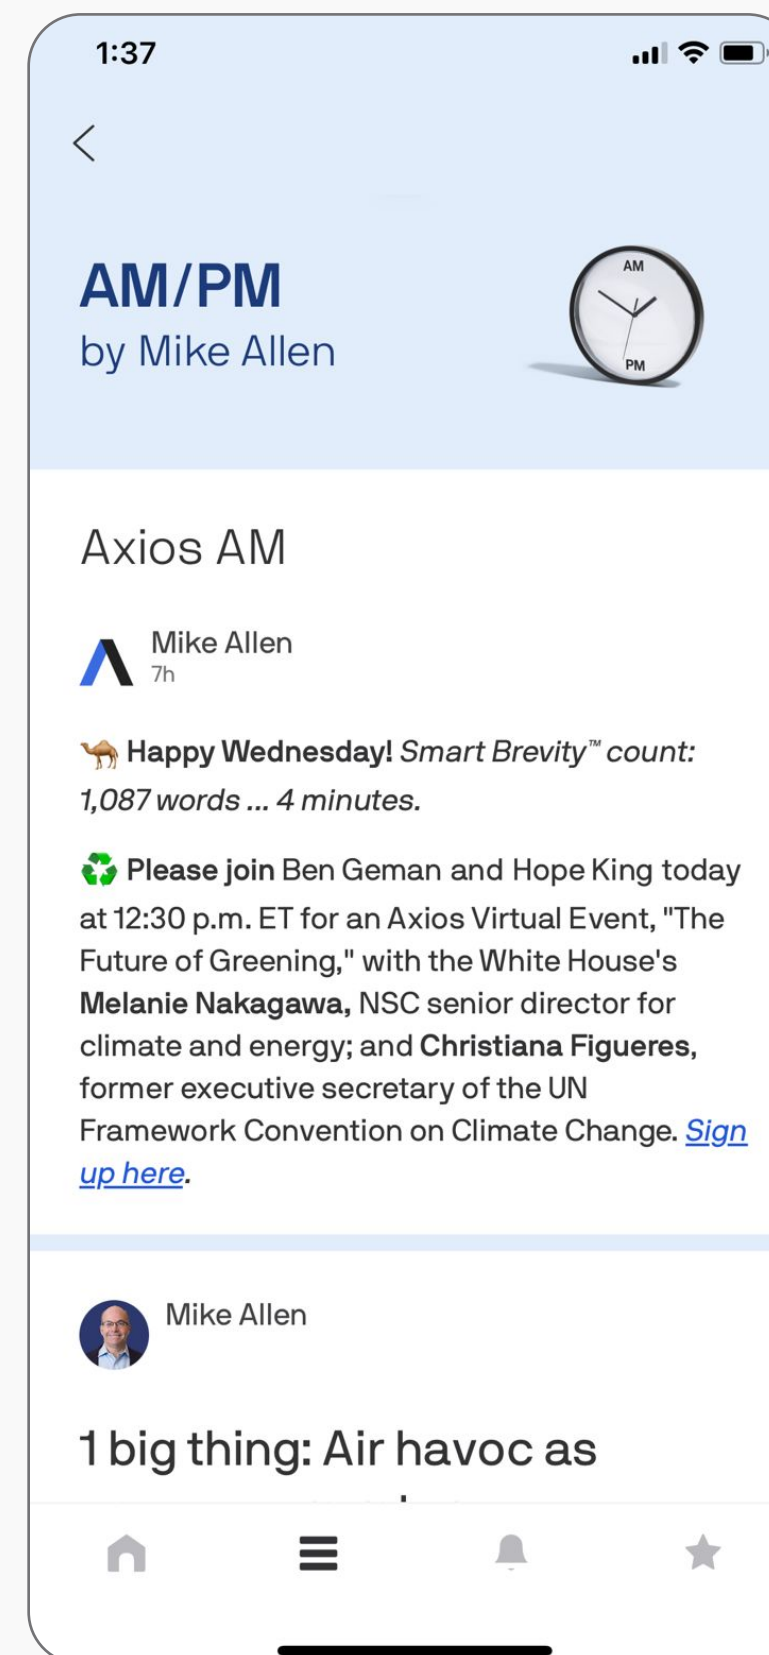 1:37
AM/PM
by Mike Allen
AM
PM
Axios AM
Mike Allen
7h
Happy Wednesday! Smart Brevity™ count:
1,087 words ... 4 minutes.
Please join Ben Geman and Hope King today
at 12:30 p.m. ET for an Axios Virtual Event, "The
Future of Greening," with the White House's
Melanie Nakagawa, NSC senior director for
climate and energy; and Christiana Figueres,
former executive secretary of the UN
Framework Convention on Climate Change. Sign
up here.
Mike Allen
1 big thing: Air havoc as